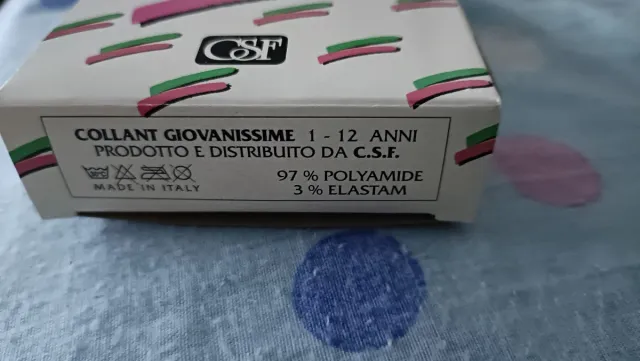 CSF
COLLANT GIOVANISSIME 1 - 12 ANNI
PRODOTTO E DISTRIBUITO DA C.S.F.
97 % POLYAMIDE
MADE IN ITALY
3 % ELASTAM